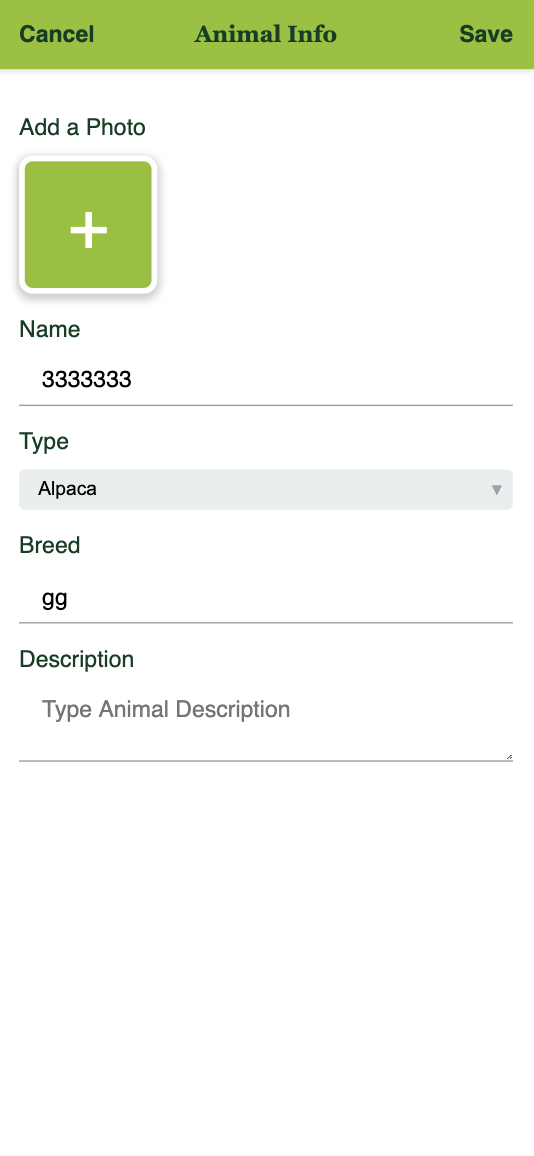 Cancel Animal Info Save
Add a Photo
+
Name
3333333
Type
Alpaca ▼
Breed
gg
Description
Type Animal Description